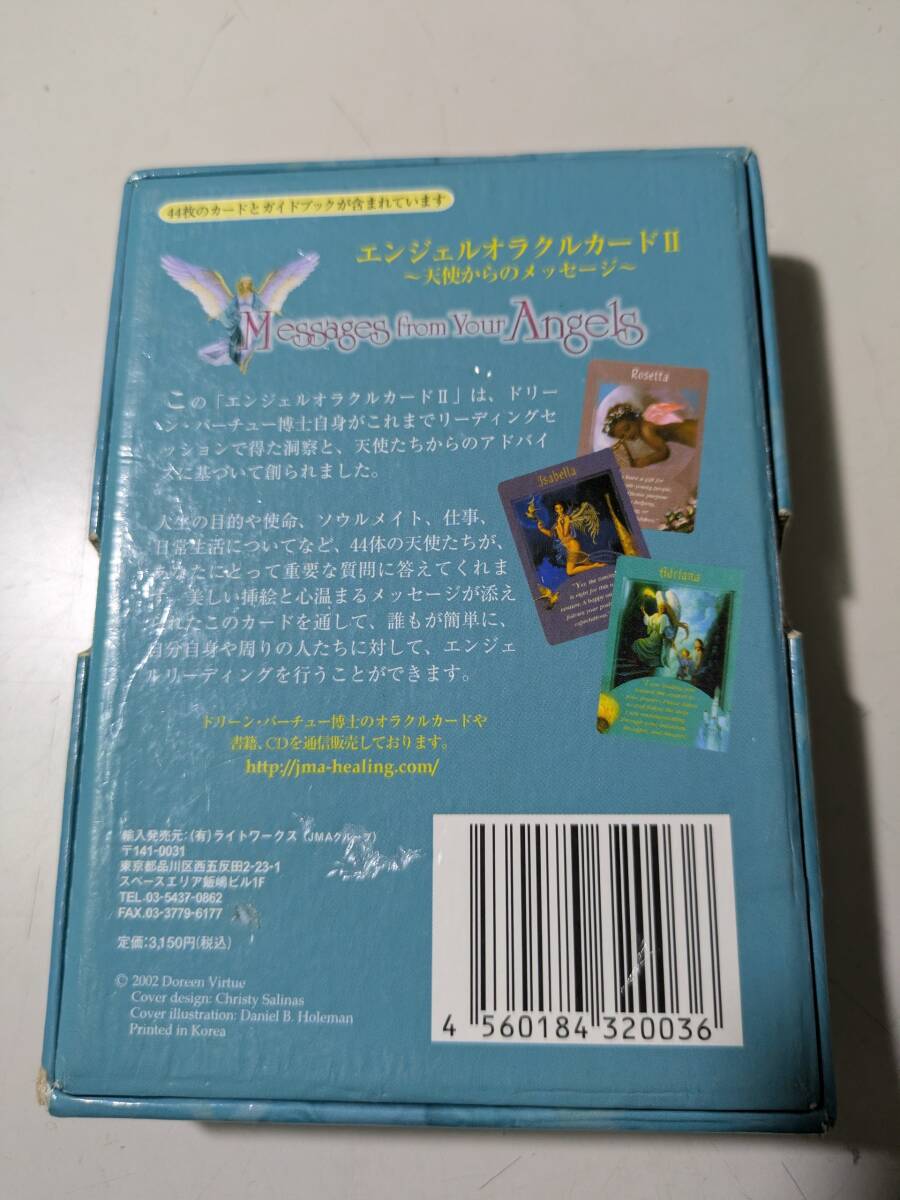 44枚のカードとガイドブックが含まれています
エンジェルオラクルカードⅡ
～天使からのメッセージ～
Messages from Your Angels
この「エンジェルオラクルカードⅡ」は、ドリー
ン・バーチュー博士自身がこれまでリーディングセ
ッションで得た洞察と、天使たちからのアドバイ
スに基づいて創られました。
人生の目的や使命、ソウルメイト、仕事、
日常生活についてなど、44体の天使たちが、
あなたにとって重要な質問に答えてくれま
す。美しい挿絵と心温まるメッセージが添え
られたこのカードを通して、誰もが簡単に、
自分自身や周りの人たちに対して、エンジェ
ルリーディングを行うことができます。
Rosetta
Isabella
Adriana
ドリーン・バーチュー博士のオラクルカードや
書籍、CDを通信販売しております。
http://jma-healing.com/
輸入発売元:(有)ライトワークス (JMAグループ)
〒141-0031
東京都品川区西五反田2-23-1
スペースエリア飯嶋ビル1F
TEL.03-5437-0862
FAX.03-3779-6177
定価:3,150円(税込)
© 2002 Doreen Virtue
Cover design: Christy Salinas
Cover illustration: Daniel B. Holeman
Printed in Korea
4 560184 320036